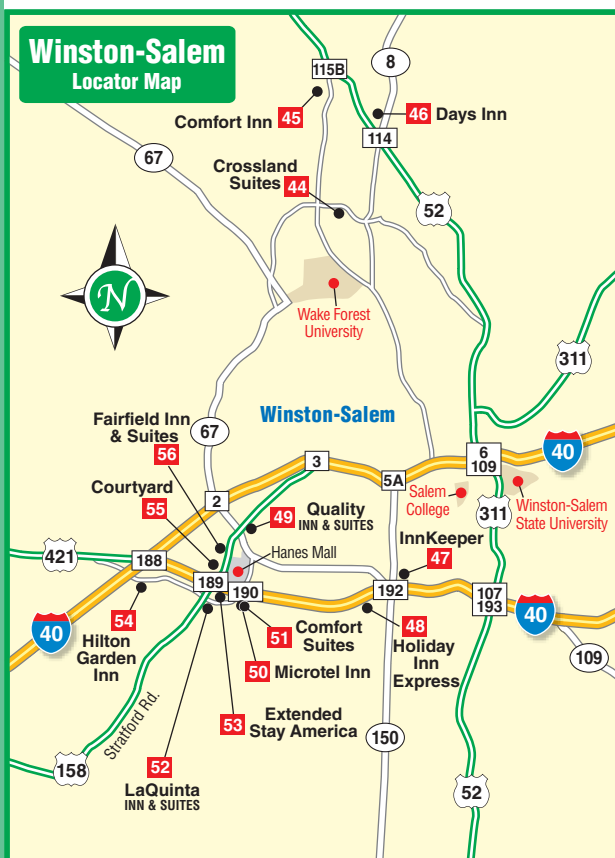 Winston-Salem
Locator Map
115B
8
Comfort Inn 45
46 Days Inn
114
67
Crossland
Suites 44
52
N
Wake Forest
University
311
Winston-Salem
Fairfield Inn
& Suites
56
67
3
6
109
40
5A
Courtyard
55
2
49 Quality
INN & SUITES
Salem
College
311
Winston-Salem
State University
421
188
Hanes Mall
InnKeeper
47
189
190
192
107
193
40
54
Hilton
Garden
Inn
40
51 Comfort
Suites
48
Holiday
Inn
Express
50 Microtel Inn
109
Stratford Rd.
53 Extended
Stay America
150
158
52
LaQuinta
INN & SUITES
52